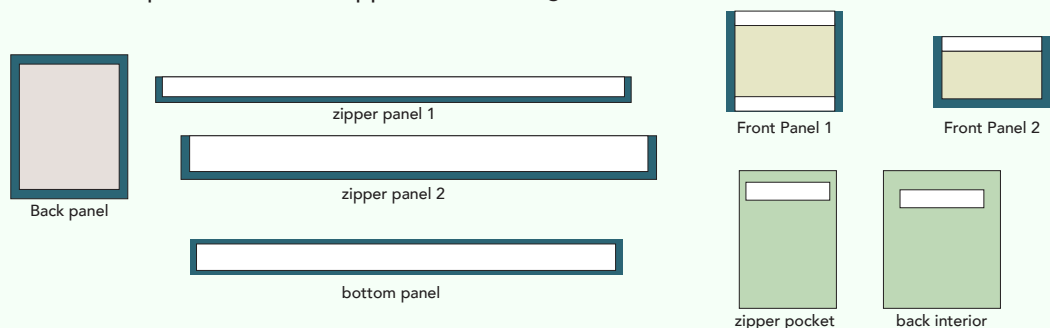 zipper panel 1
Front Panel 1
Front Panel 2
zipper panel 2
Back panel
bottom panel
zipper pocket
back interior